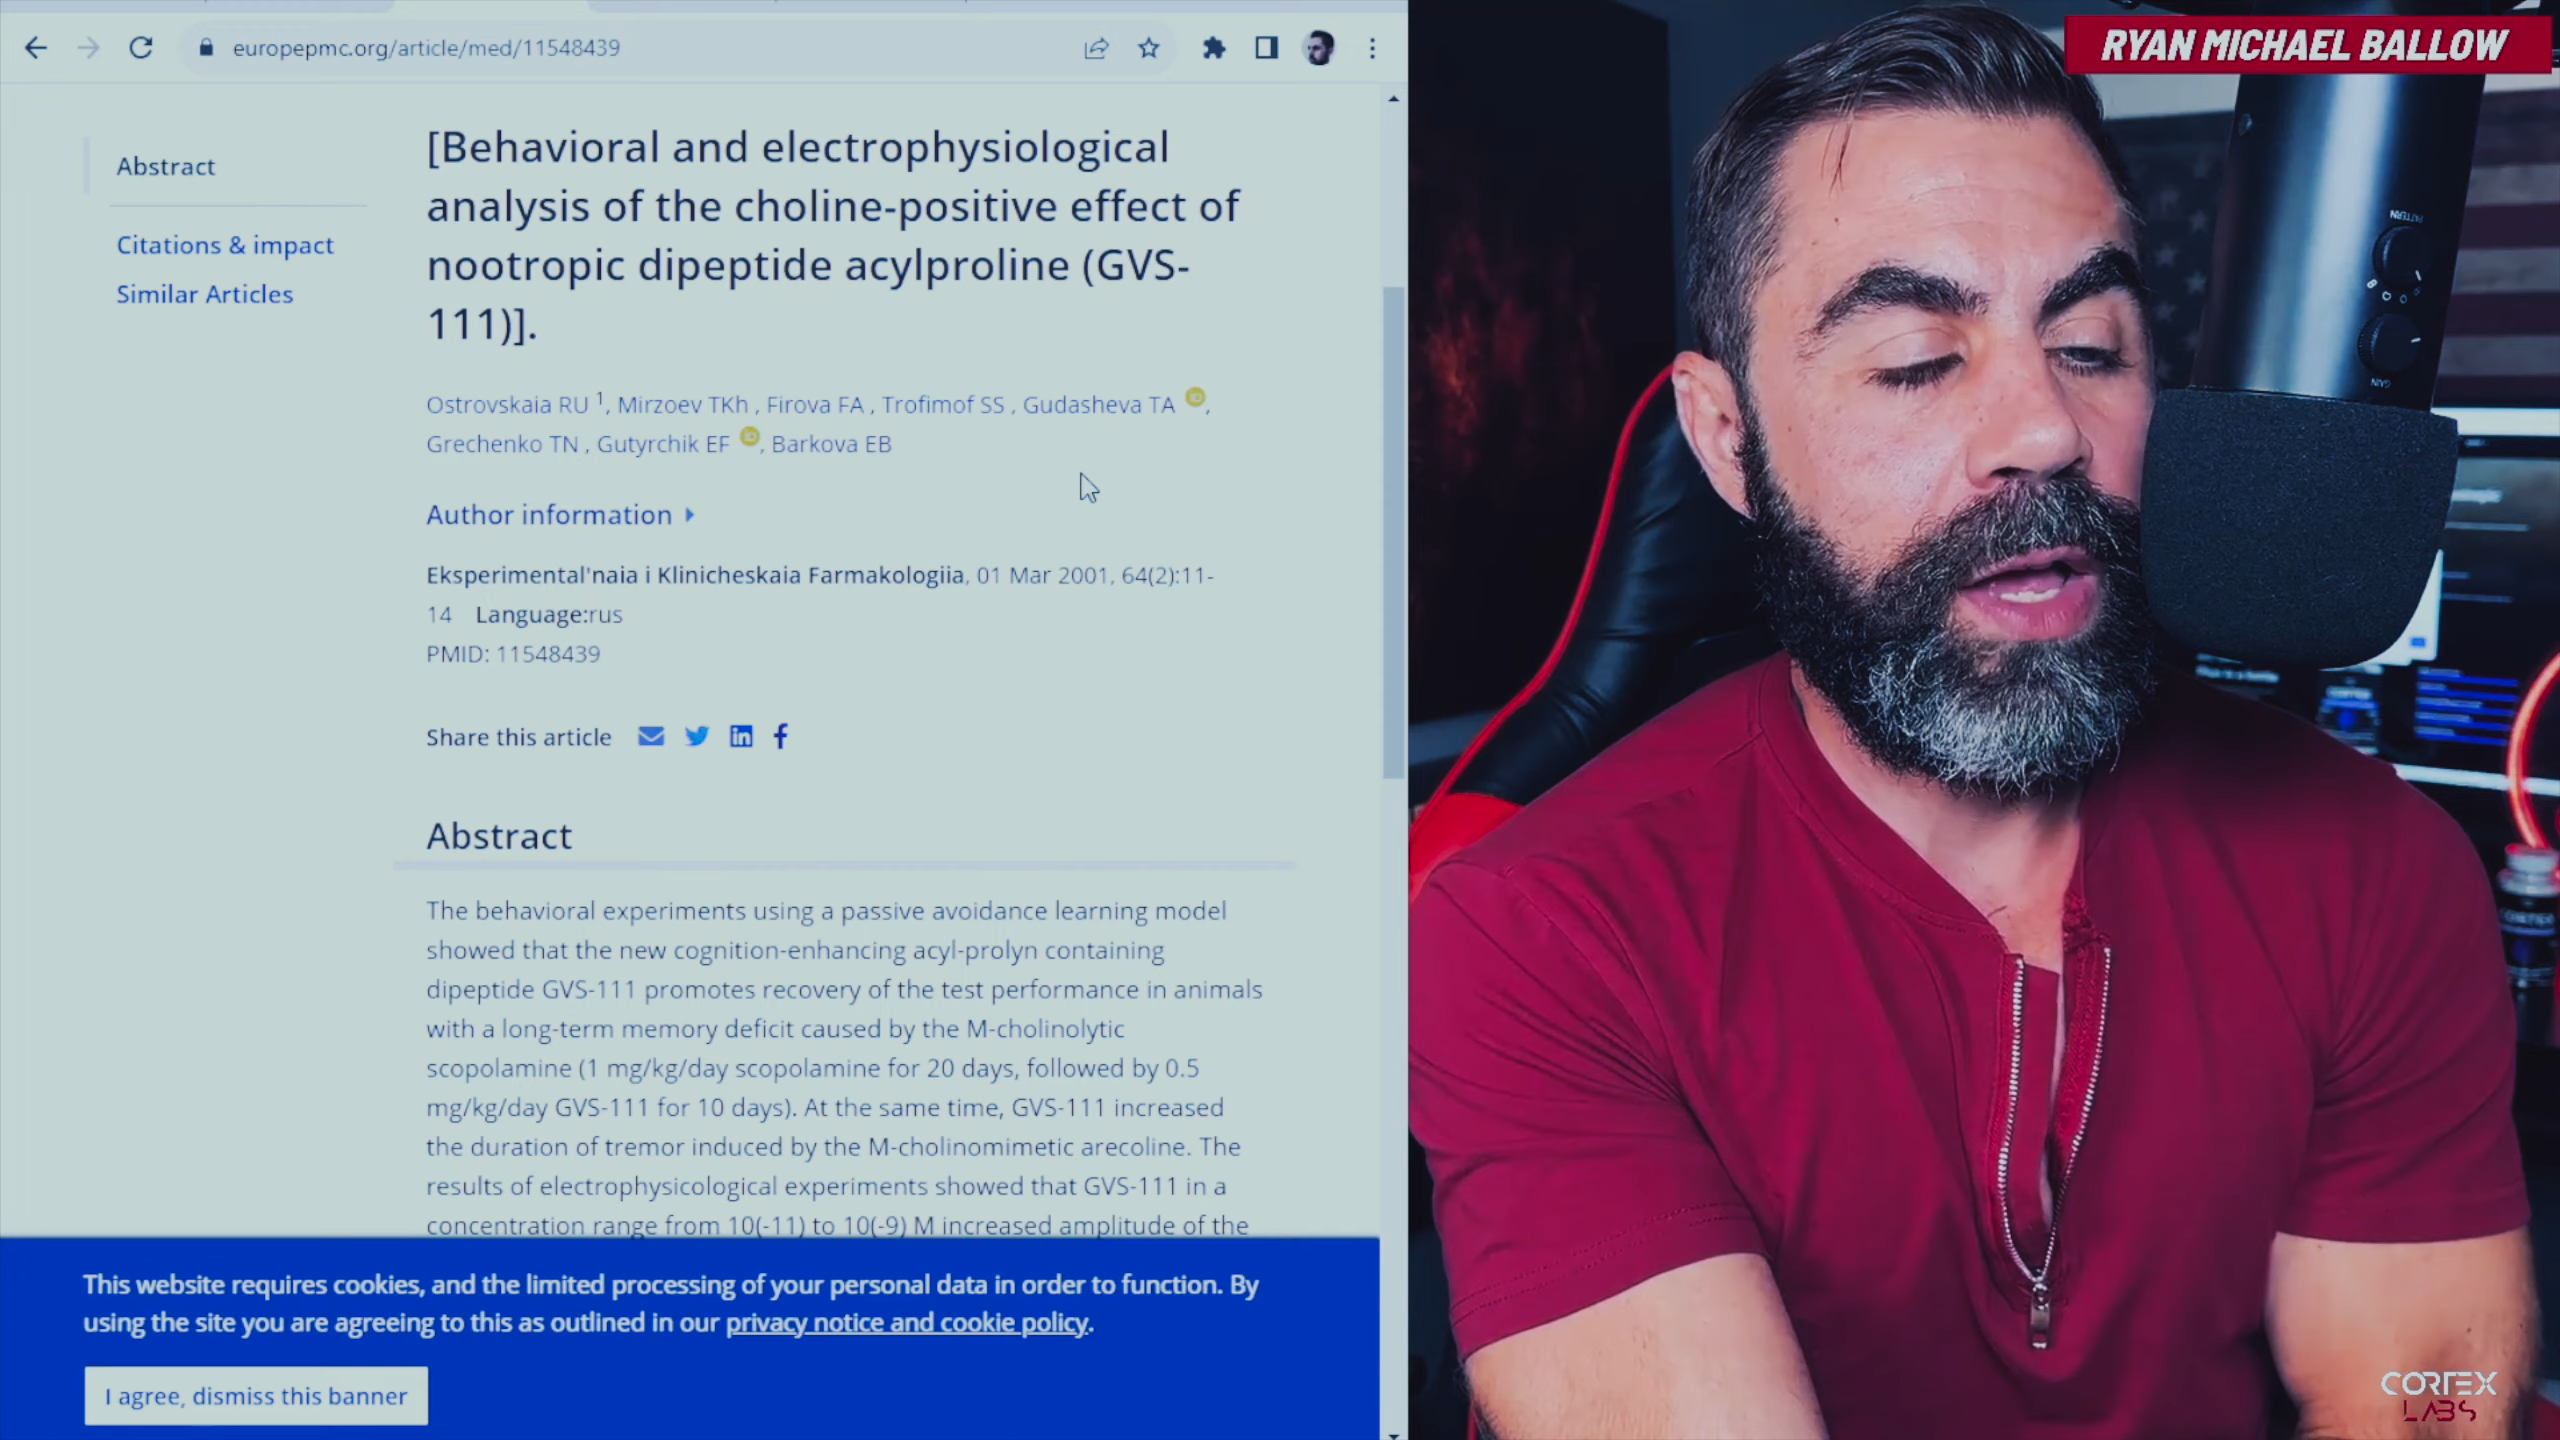 europepmc.org/article/med/11548439
Abstract
Citations & impact
Similar Articles
[Behavioral and electrophysiological
analysis of the choline-positive effect of
nootropic dipeptide acylproline (GVS-
111)].
Ostrovskaia RU 1, Mirzoev TKh , Firova FA , Trofimof SS , Gudasheva TA iD,
Grechenko TN , Gutyrchik EF iD, Barkova EB
Author information
Eksperimental'naia i Klinicheskaia Farmakologiia, 01 Mar 2001, 64(2):11-
14 Language:rus
PMID: 11548439
Share this article
Abstract
The behavioral experiments using a passive avoidance learning model
showed that the new cognition-enhancing acyl-prolyn containing
dipeptide GVS-111 promotes recovery of the test performance in animals
with a long-term memory deficit caused by the M-cholinolytic
scopolamine (1 mg/kg/day scopolamine for 20 days, followed by 0.5
mg/kg/day GVS-111 for 10 days). At the same time, GVS-111 increased
the duration of tremor induced by the M-cholinomimetic arecoline. The
results of electrophysicological experiments showed that GVS-111 in a
concentration range from 10(-11) to 10(-9) M increased amplitude of the
This website requires cookies, and the limited processing of your personal data in order to function. By
using the site you are agreeing to this as outlined in our privacy notice and cookie policy.
I agree, dismiss this banner
RYAN MICHAEL BALLOW
PATTERN
GAIN
CORTEX
LABS